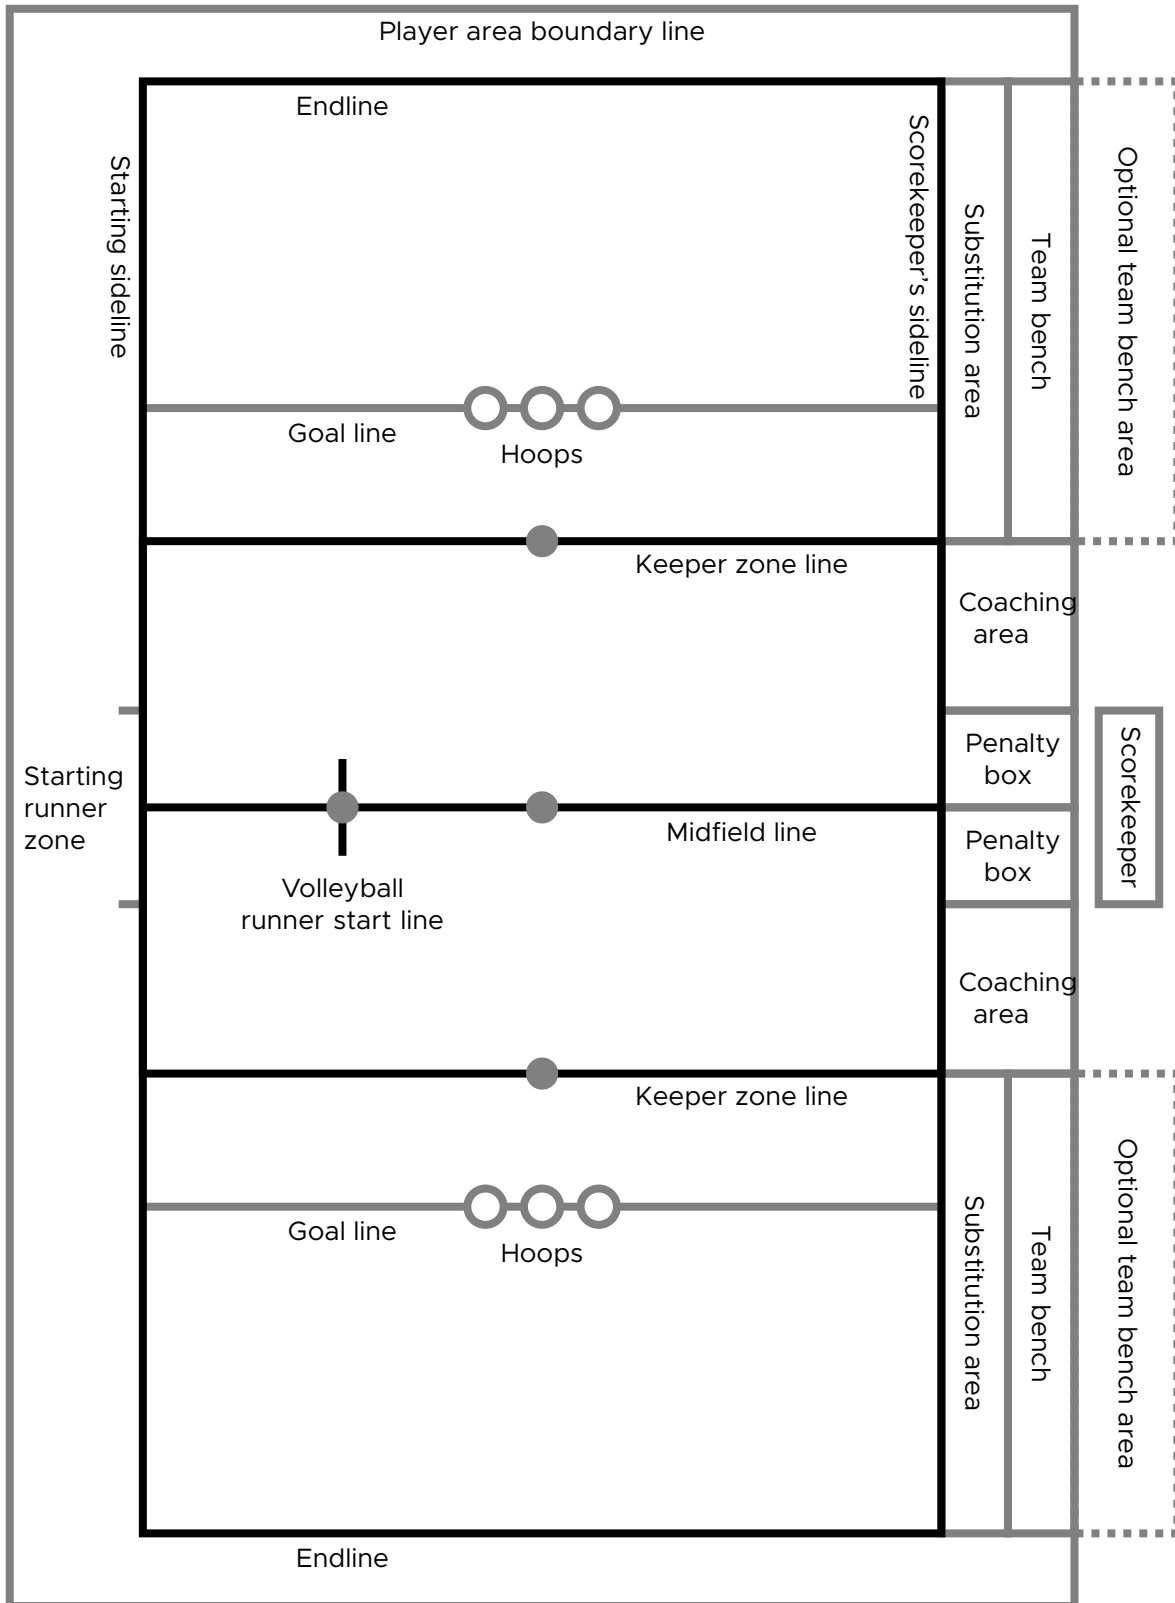 Player area boundary line
Endline
Starting sideline
Scorekeeper's sideline
Substitution area
Team bench
Optional team bench area
Goal line
Hoops
Keeper zone line
Coaching
area
Starting
runner
zone
Penalty
box
Scorekeeper
Midfield line
Penalty
box
Volleyball
runner start line
Coaching
area
Keeper zone line
Goal line
Hoops
Substitution area
Team bench
Optional team bench area
Endline